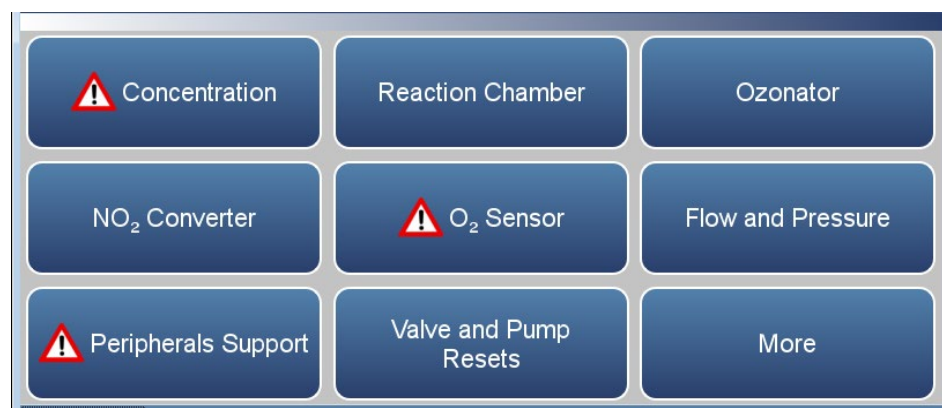 Concentration
Reaction Chamber
Ozonator
NO₂ Converter
O₂ Sensor
Flow and Pressure
Peripherals Support
Valve and Pump
Resets
More